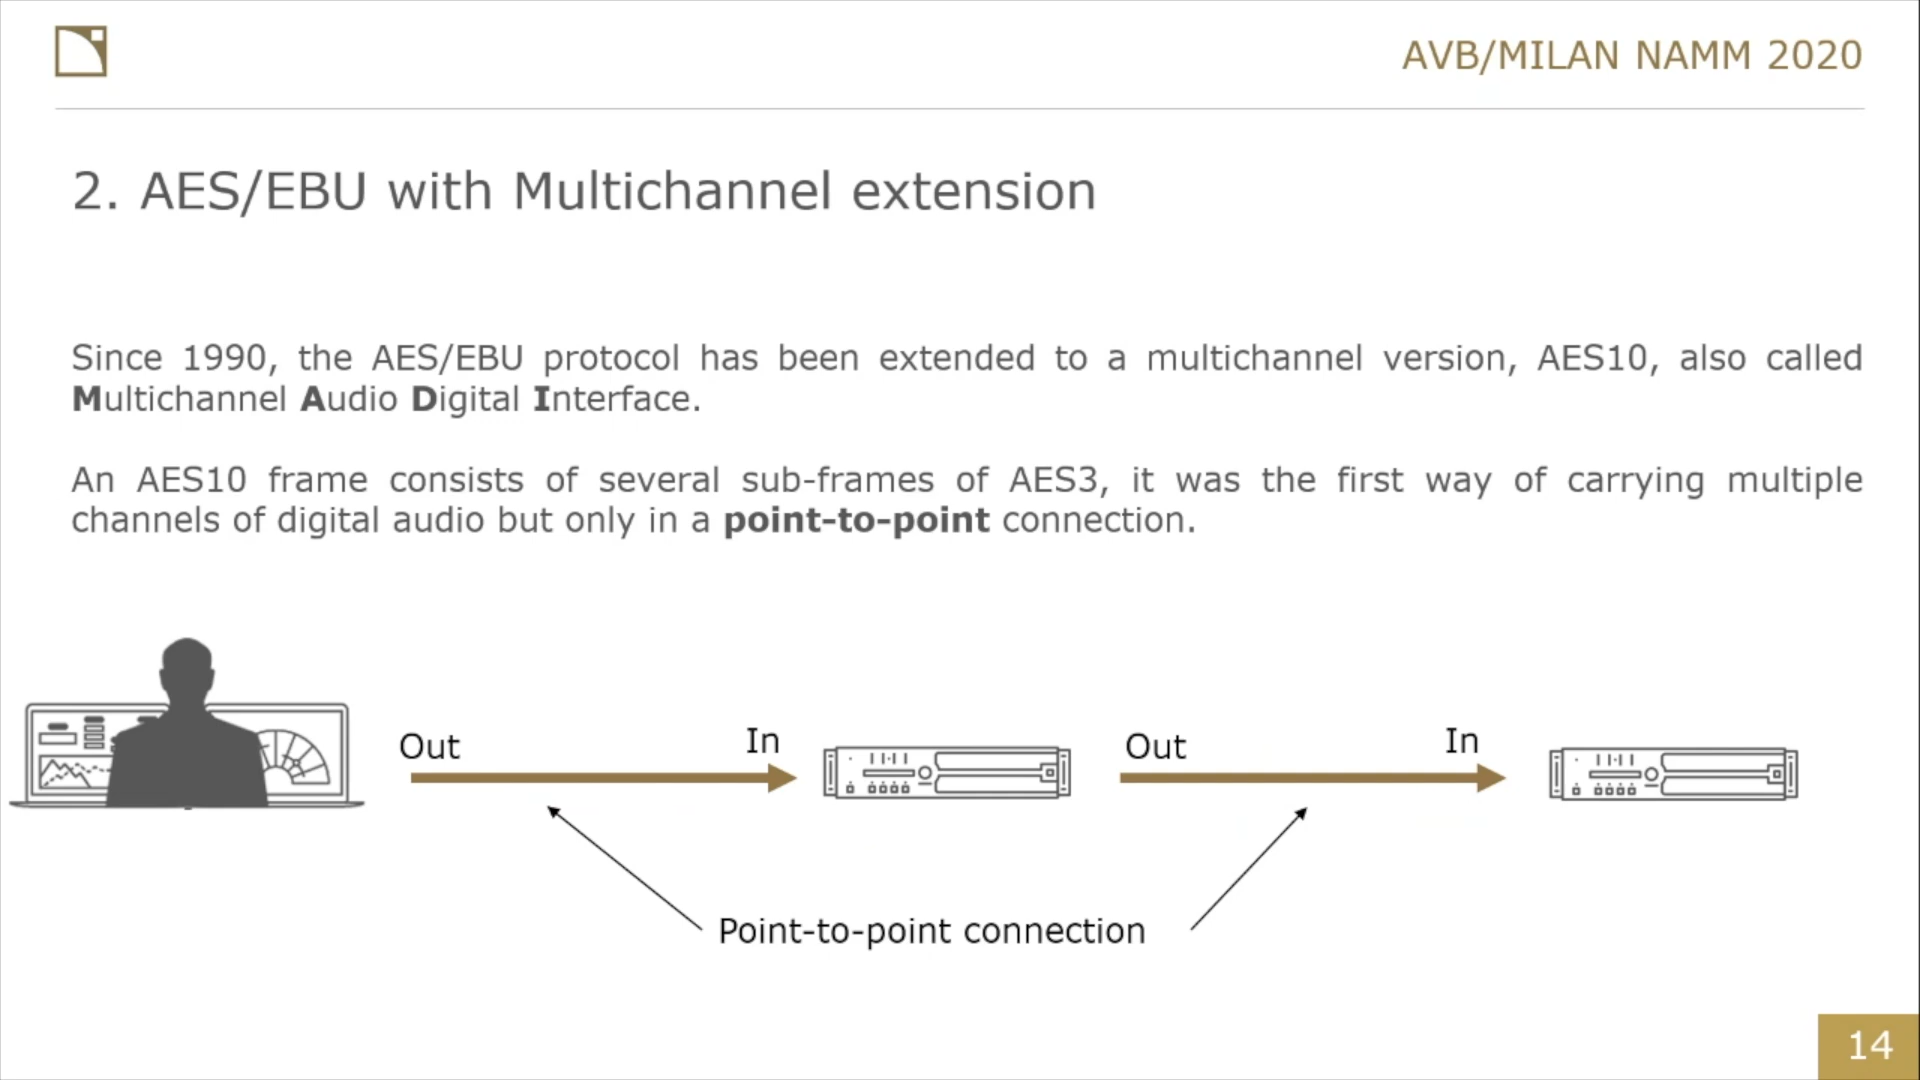 AVB/MILAN NAMM 2020
2. AES/EBU with Multichannel extension
Since 1990, the AES/EBU protocol has been extended to a multichannel version, AES10, also called
Multichannel Audio Digital Interface.
An AES10 frame consists of several sub-frames of AES3, it was the first way of carrying multiple
channels of digital audio but only in a point-to-point connection.
Out In Out In
Point-to-point connection
14